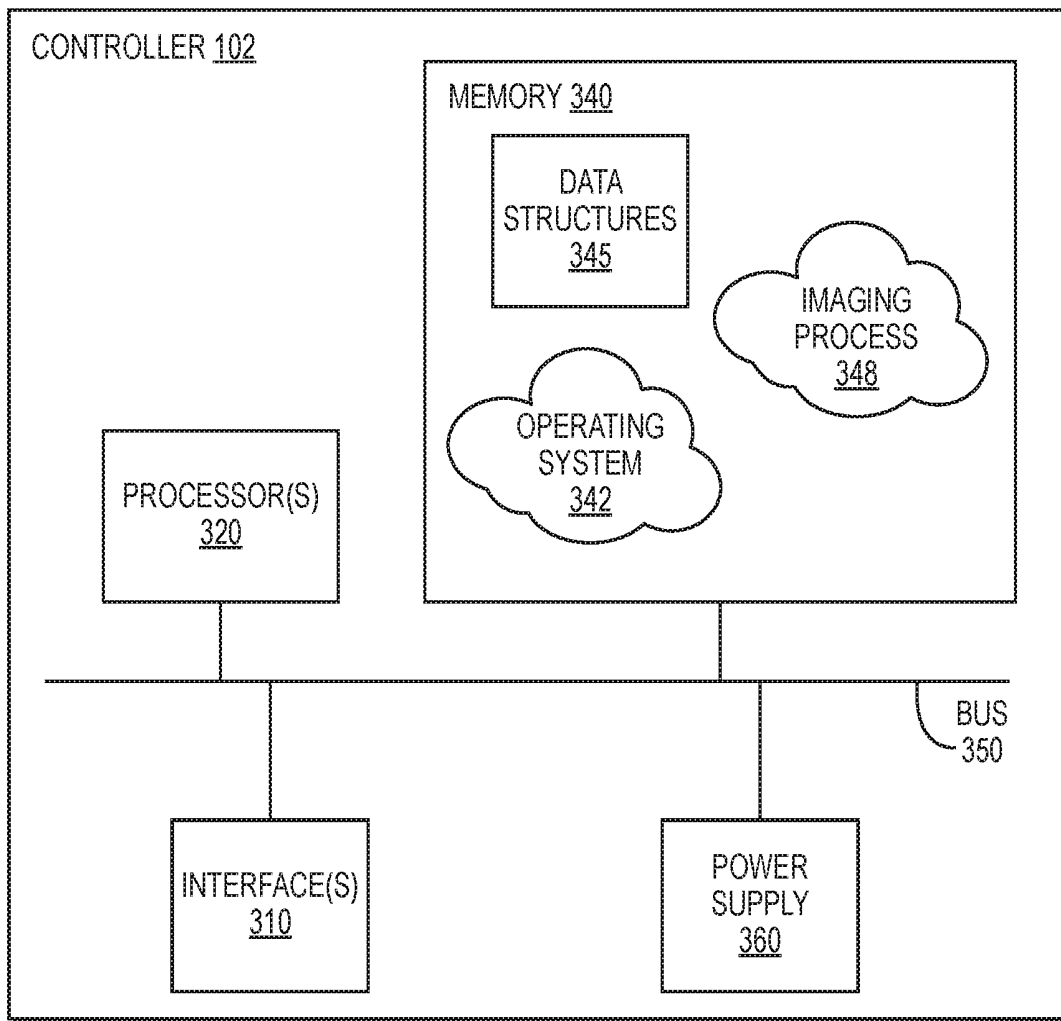 CONTROLLER 102
MEMORY 340
DATA
STRUCTURES
345
IMAGING
PROCESS
348
OPERATING
SYSTEM
342
PROCESSOR(S)
320
BUS
350
INTERFACE(S)
310
POWER
SUPPLY
360